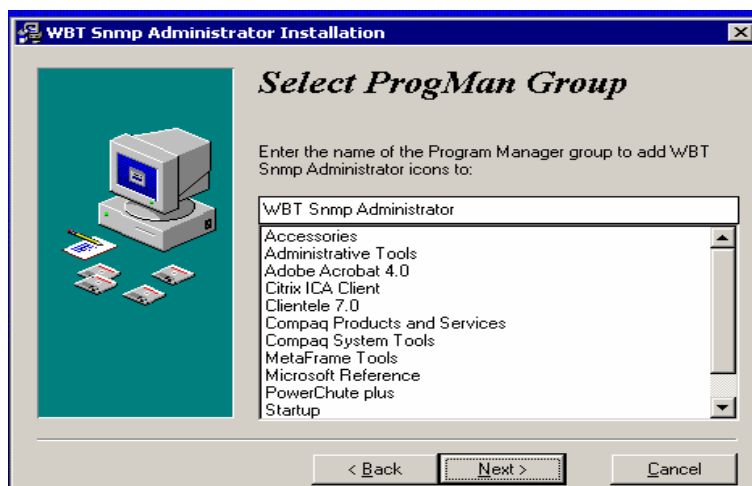 WBT Snmp Administrator Installation
Select ProgMan Group
Enter the name of the Program Manager group to add WBT
Snmp Administrator icons to:
WBT Snmp Administrator
Accessories
Administrative Tools
Adobe Acrobat 4.0
Citrix ICA Client
Clientele 7.0
Compaq Products and Services
Compaq System Tools
MetaFrame Tools
Microsoft Reference
PowerChute plus
Startup
< Back
Next >
Cancel